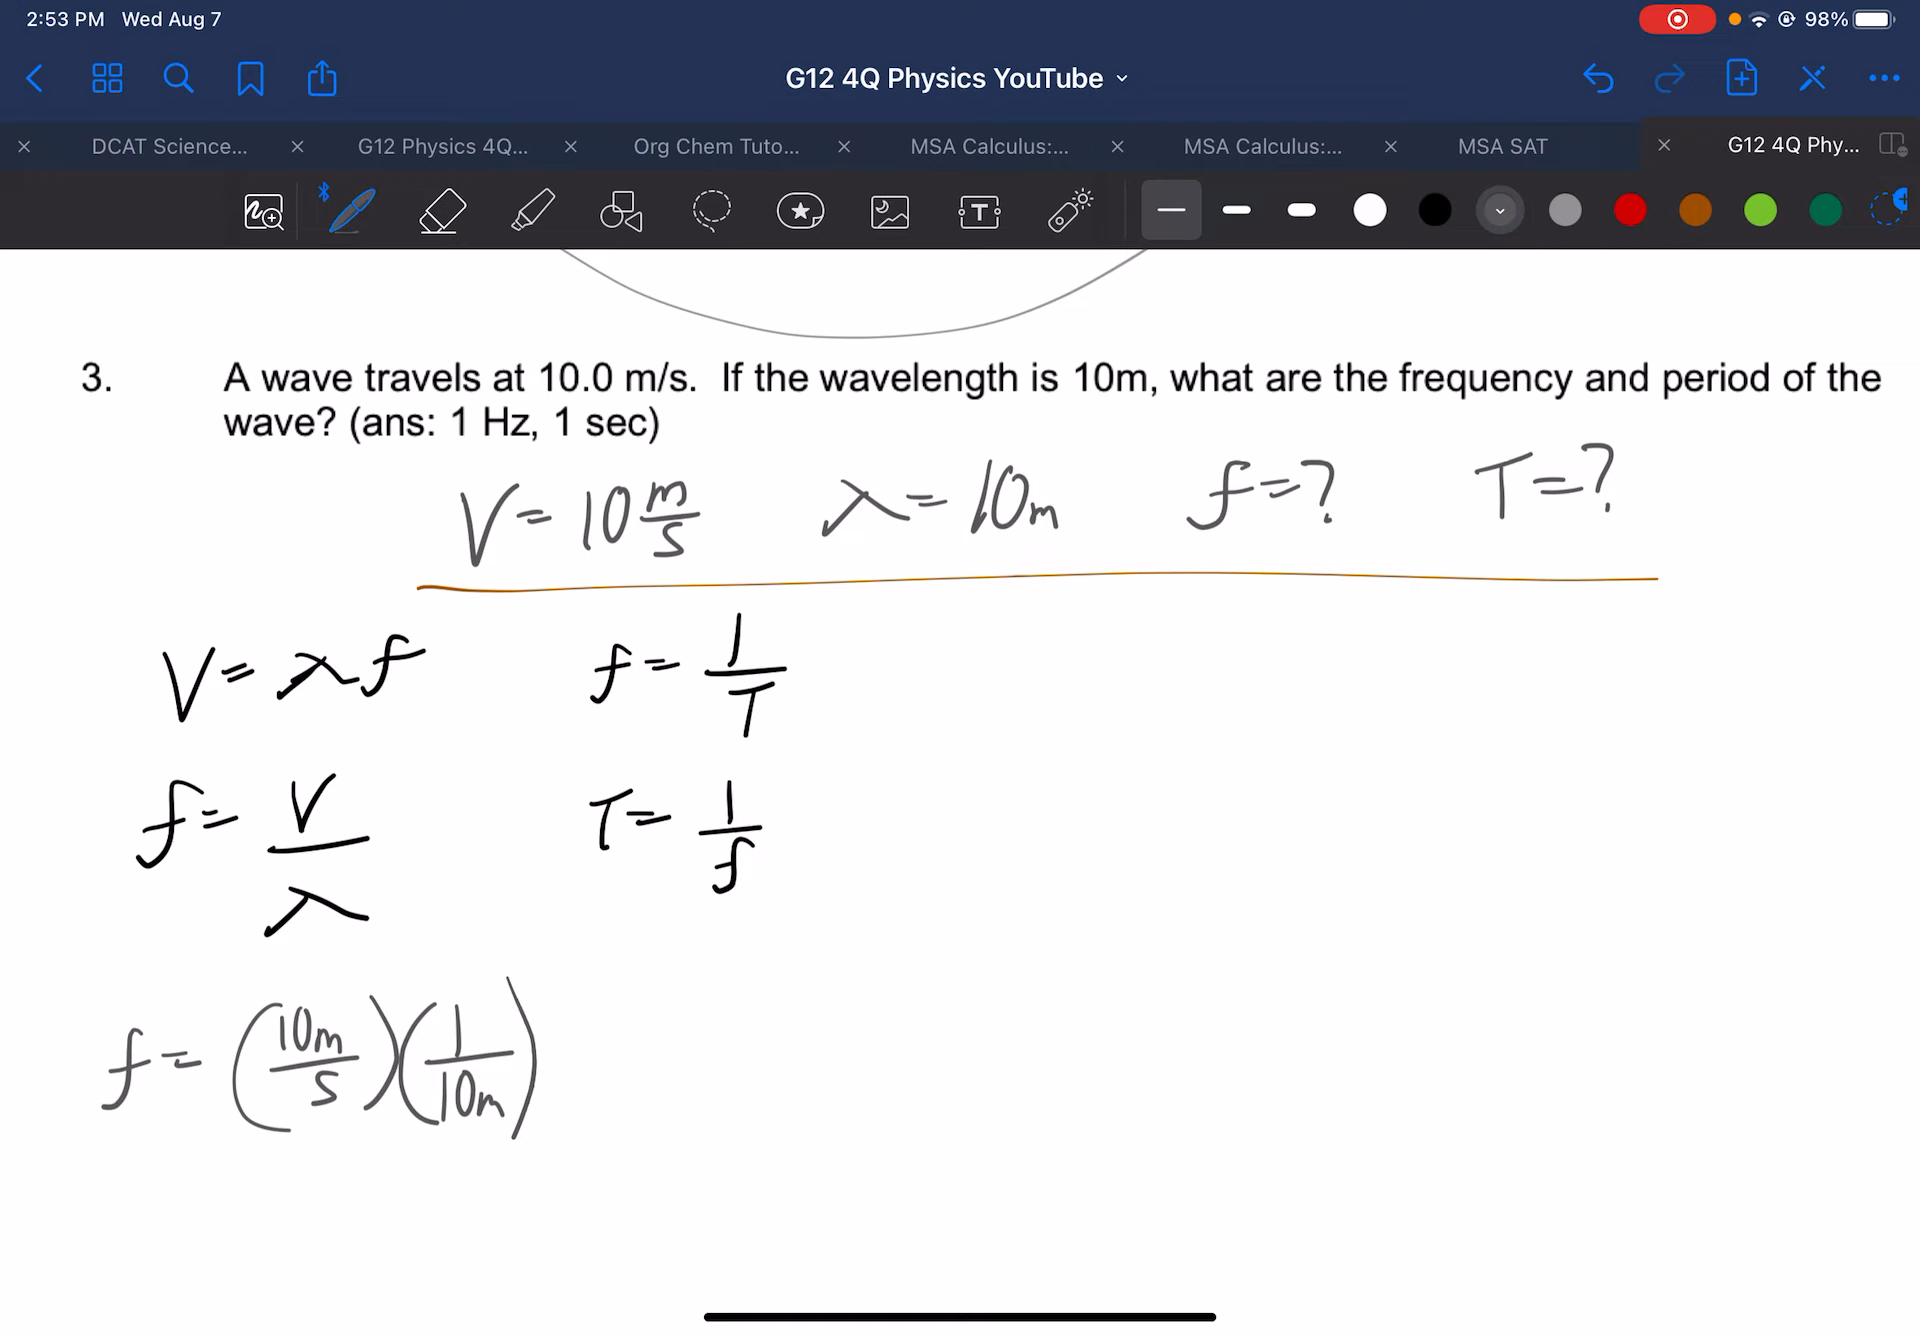 2:53 PM Wed Aug 7 98%
G12 4Q Physics YouTube
DCAT Science... G12 Physics 4Q... Org Chem Tuto... MSA Calculus:... MSA Calculus:... MSA SAT G12 4Q Phy...
3. A wave travels at 10.0 m/s. If the wavelength is 10m, what are the frequency and period of the
wave? (ans: 1 Hz, 1 sec)
V = 10 m/s λ = 10m f = ? T = ?
V = λf f = 1/T
f = V/λ T = 1/f
f = (10m/s)(1/10m)